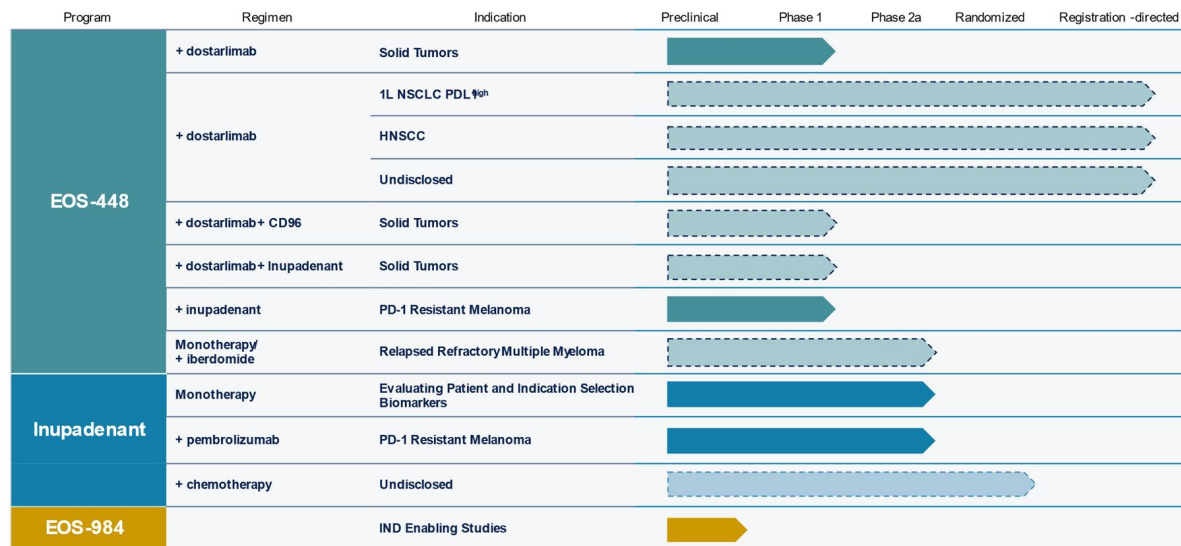 Program Regimen Indication Preclinical Phase 1 Phase 2a Randomized Registration -directed
EOS-448
+ dostarlimab Solid Tumors
+ dostarlimab
1L NSCLC PDL1high
HNSCC
Undisclosed
+ dostarlimab+ CD96 Solid Tumors
+ dostarlimab+ Inupadenant Solid Tumors
+ inupadenant PD-1 Resistant Melanoma
Monotherapy/
+ iberdomide
Relapsed Refractory Multiple Myeloma
Inupadenant
Monotherapy
Evaluating Patient and Indication Selection
Biomarkers
+ pembrolizumab PD-1 Resistant Melanoma
+ chemotherapy Undisclosed
EOS-984 IND Enabling Studies